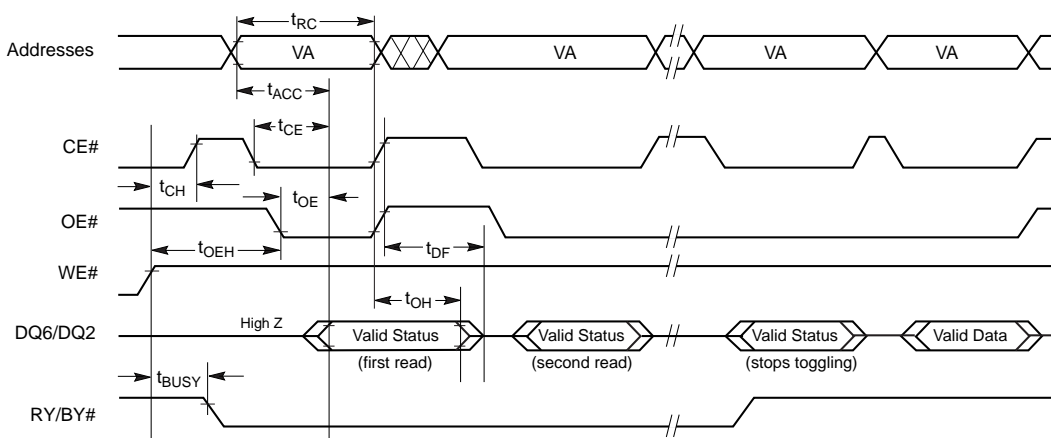 tRC
Addresses VA VA VA VA
tACC
tCE
CE#
tCH
tOE
OE#
tOEH
tDF
WE#
tOH
DQ6/DQ2 High Z Valid Status Valid Status Valid Status Valid Data
(first read) (second read) (stops toggling)
tBUSY
RY/BY#